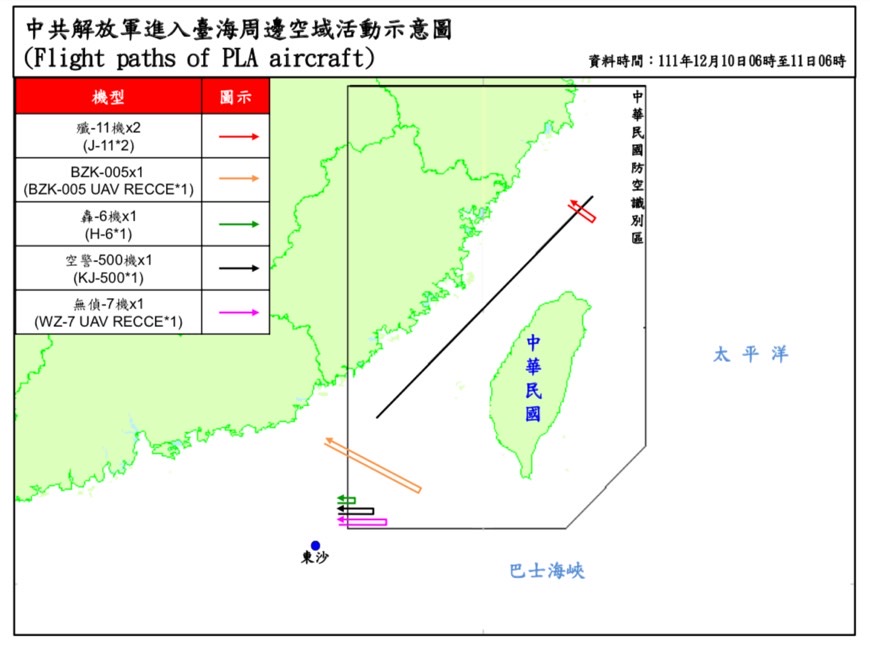 中共解放軍進入臺海周邊空域活動示意圖
(Flight paths of PLA aircraft)
資料時間：111年12月10日06時至11日06時
機型
圖示
殲-11機x2
(J-11*2)
BZK-005x1
(BZK-005 UAV RECCE*1)
轟-6機x1
(H-6*1)
空警-500機x1
(KJ-500*1)
無偵-7機x1
(WZ-7 UAV RECCE*1)
中華民國防空識別區
中華民國
太平洋
東沙
巴士海峽